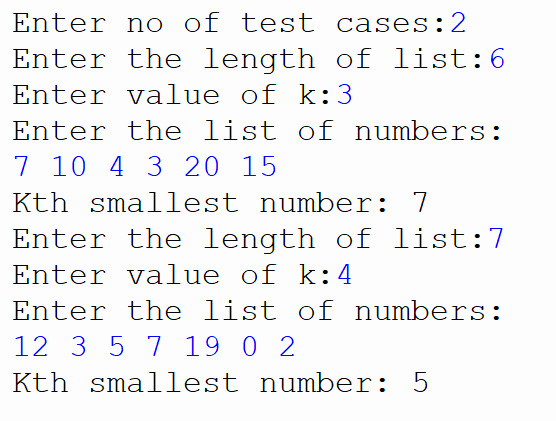 Enter no of test cases:2
Enter the length of list:6
Enter value of k:3
Enter the list of numbers:
7 10 4 3 20 15
Kth smallest number: 7
Enter the length of list:7
Enter value of k:4
Enter the list of numbers:
12 3 5 7 19 0 2
Kth smallest number: 5